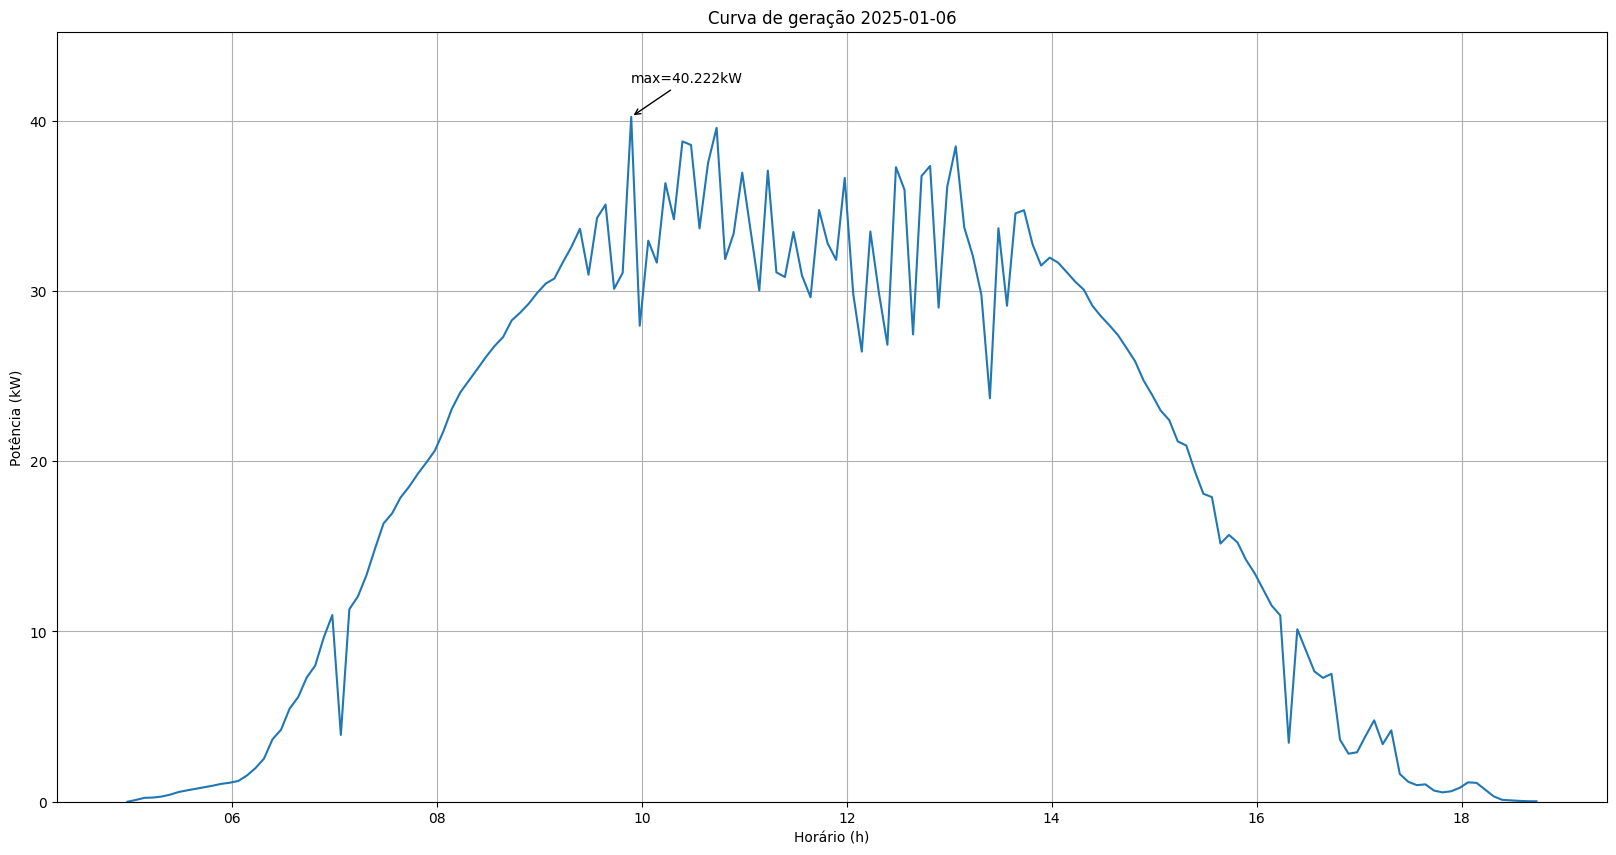 Curva de geração 2025-01-06
max=40.222kW
Potência (kW)
40
30
20
10
0
06 08 10 12 14 16 18
Horário (h)